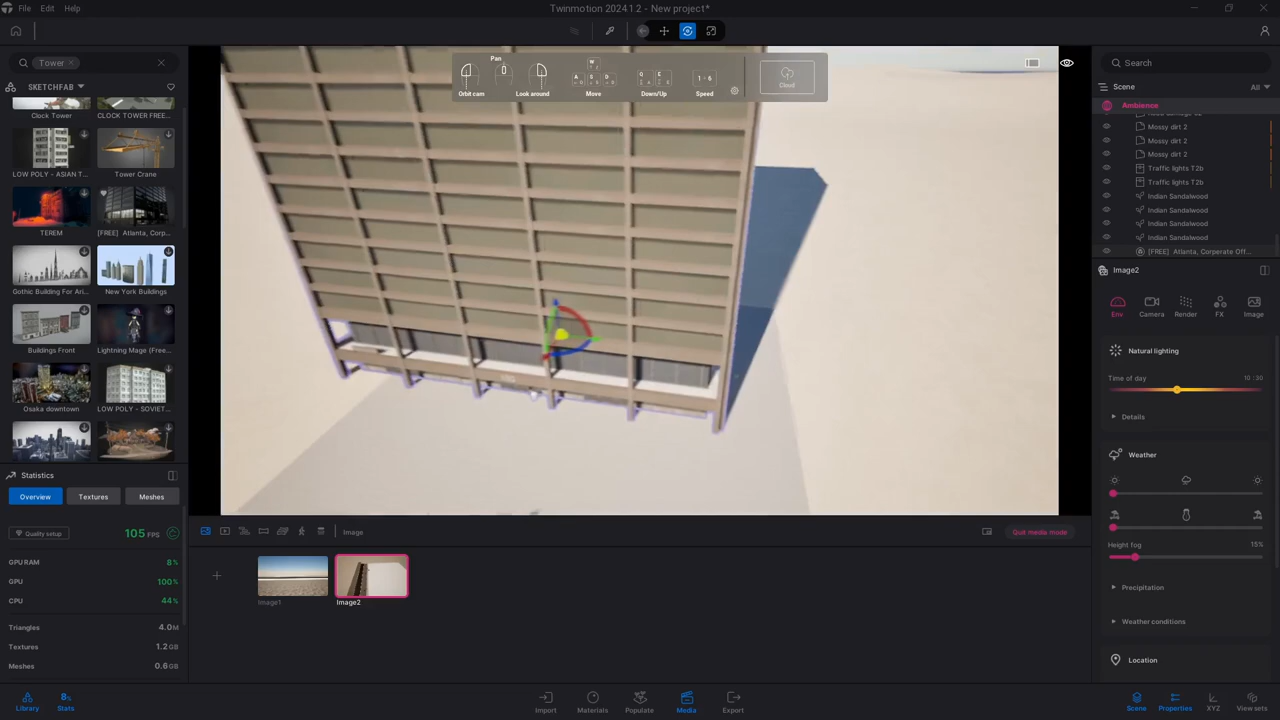 File Edit Help
Twinmotion 2024.1.2 - New project*
Tower
SKETCHFAB
Clock Tower
CLOCK TOWER FREE...
LOW POLY - ASIAN T...
Tower Crane
TEREM
[FREE] Atlanta, Corp...
Gothic Building For Ari...
New York Buildings
Buildings Front
Lightning Mage (Free...
Osaka downtown
LOW POLY - SOVIET...
Statistics
Overview Textures Meshes
Quality setup
105 FPS
GPU RAM 8%
GPU 100%
CPU 44%
Triangles 4.0M
Textures 1.2GB
Meshes 0.6GB
Library Stats
Pan
Orbit cam
Look around
W
A S D
Move
Q E
Down/Up
1 - 6
Speed
Cloud
Image
Quit media mode
Image1
Image2
Import Materials Populate Media Export
Search
Scene All
Ambience
Mossy dirt 2
Mossy dirt 2
Mossy dirt 2
Traffic lights T2b
Traffic lights T2b
Indian Sandalwood
Indian Sandalwood
Indian Sandalwood
Indian Sandalwood
[FREE] Atlanta, Corporate Off...
Image2
Env Camera Render FX Image
Natural lighting
Time of day 10:30
Details
Weather
Height fog 15%
Precipitation
Weather conditions
Location
Scene Properties XYZ View sets